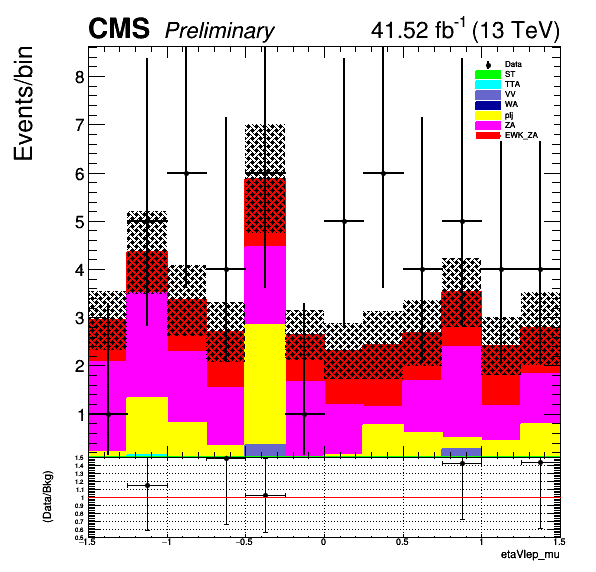 CMS Preliminary 41.52 fb-1 (13 TeV)
Events/bin
8
7
6
5
4
3
2
1
Data
ST
TTA
VV
WA
plj
ZA
EWK_ZA
(Data/Bkg)
1.5
1.4
1.3
1.2
1.1
1
0.9
0.8
0.7
0.6
0.5
−1.5 −1 −0.5 0 0.5 1 1.5
etaVlep_mu